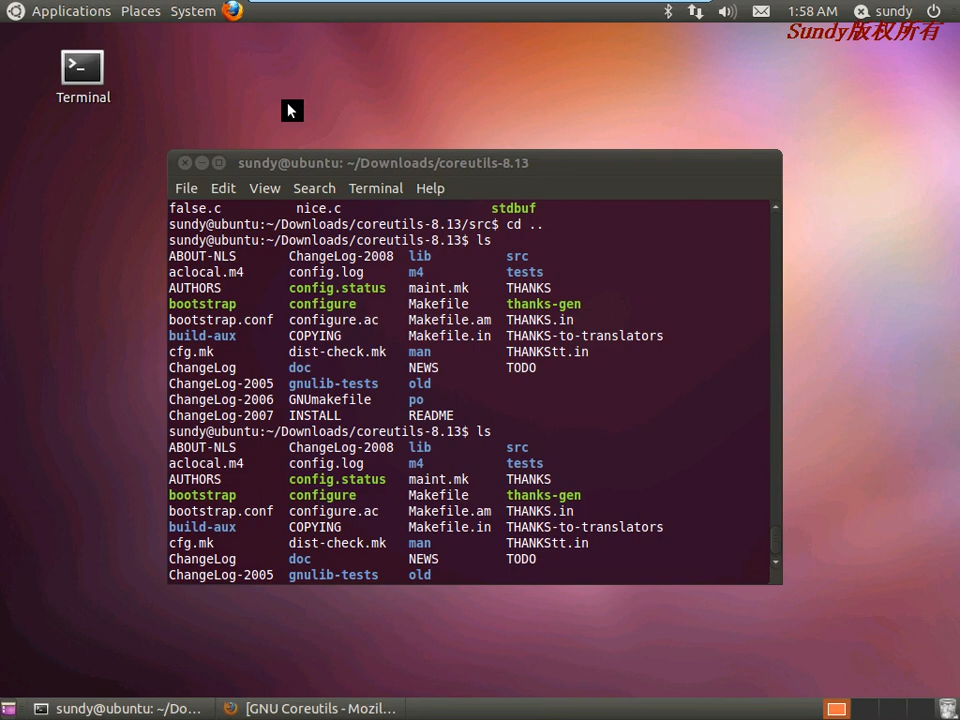 Applications Places System 1:58 AM sundy
Sundy版权所有
Terminal
sundy@ubuntu: ~/Downloads/coreutils-8.13
File Edit View Search Terminal Help
false.c nice.c stdbuf
sundy@ubuntu:~/Downloads/coreutils-8.13/src$ cd ..
sundy@ubuntu:~/Downloads/coreutils-8.13$ ls
ABOUT-NLS ChangeLog-2008 lib src
aclocal.m4 config.log m4 tests
AUTHORS config.status maint.mk THANKS
bootstrap configure Makefile thanks-gen
bootstrap.conf configure.ac Makefile.am THANKS.in
build-aux COPYING Makefile.in THANKS-to-translators
cfg.mk dist-check.mk man THANKStt.in
ChangeLog doc NEWS TODO
ChangeLog-2005 gnulib-tests old
ChangeLog-2006 GNUmakefile po
ChangeLog-2007 INSTALL README
sundy@ubuntu:~/Downloads/coreutils-8.13$ ls
ABOUT-NLS ChangeLog-2008 lib src
aclocal.m4 config.log m4 tests
AUTHORS config.status maint.mk THANKS
bootstrap configure Makefile thanks-gen
bootstrap.conf configure.ac Makefile.am THANKS.in
build-aux COPYING Makefile.in THANKS-to-translators
cfg.mk dist-check.mk man THANKStt.in
ChangeLog doc NEWS TODO
ChangeLog-2005 gnulib-tests old
sundy@ubuntu: ~/Do... [GNU Coreutils - Mozil...